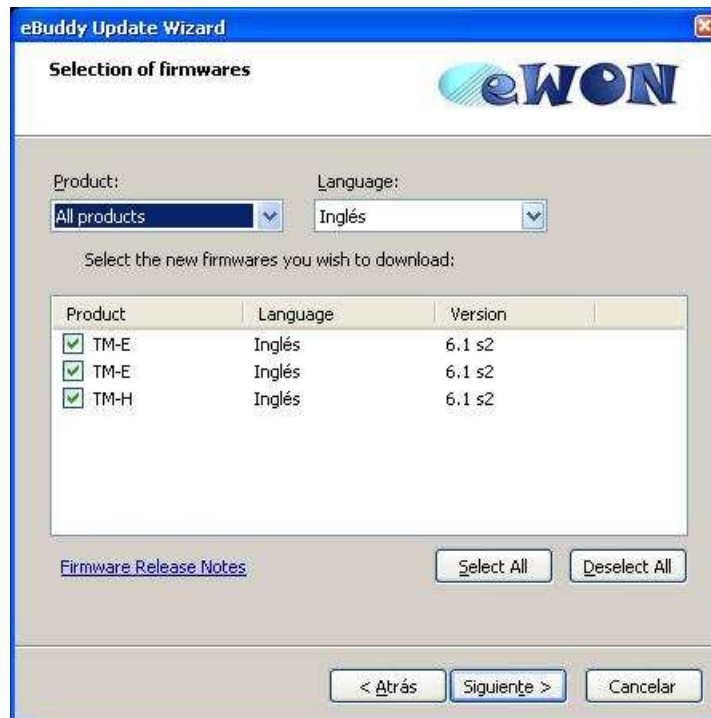 eBuddy Update Wizard
Selection of firmwares
eWON
Product: Language:
All products Inglés
Select the new firmwares you wish to download:
Product Language Version
TM-E Inglés 6.1 s2
TM-E Inglés 6.1 s2
TM-H Inglés 6.1 s2
Firmware Release Notes Select All Deselect All
< Atrás Siguiente > Cancelar